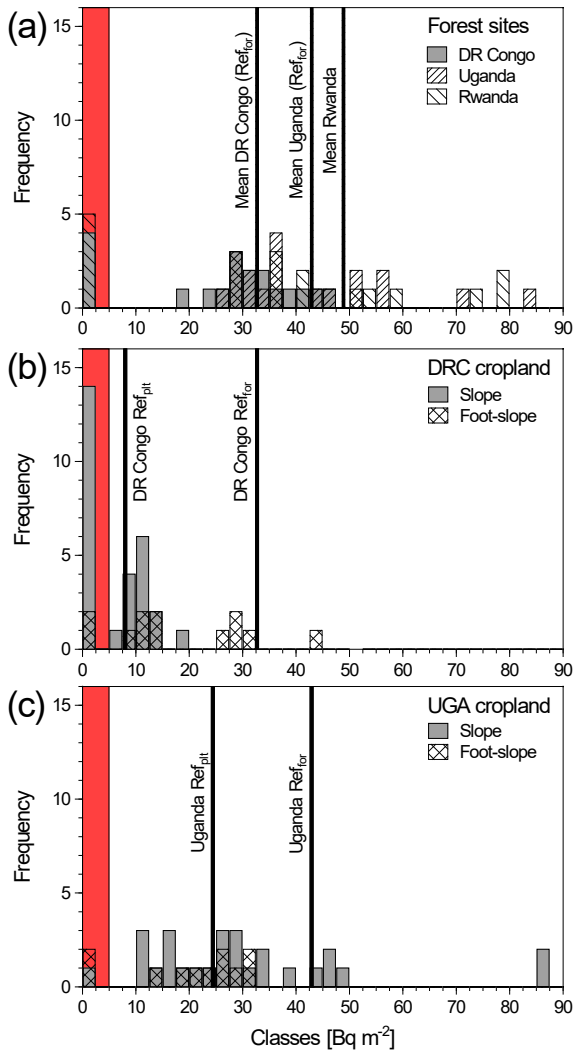 (a)
Forest sites
DR Congo
Uganda
Rwanda
Mean DR Congo (Ref_for)
Mean Uganda (Ref_for)
Mean Rwanda
Frequency
15
10
5
0
0 10 20 30 40 50 60 70 80 90
(b)
DRC cropland
Slope
Foot-slope
DR Congo Ref_plt
DR Congo Ref_for
Frequency
15
10
5
0
0 10 20 30 40 50 60 70 80 90
(c)
UGA cropland
Slope
Foot-slope
Uganda Ref_plt
Uganda Ref_for
Frequency
15
10
5
0
0 10 20 30 40 50 60 70 80 90
Classes [Bq m⁻²]